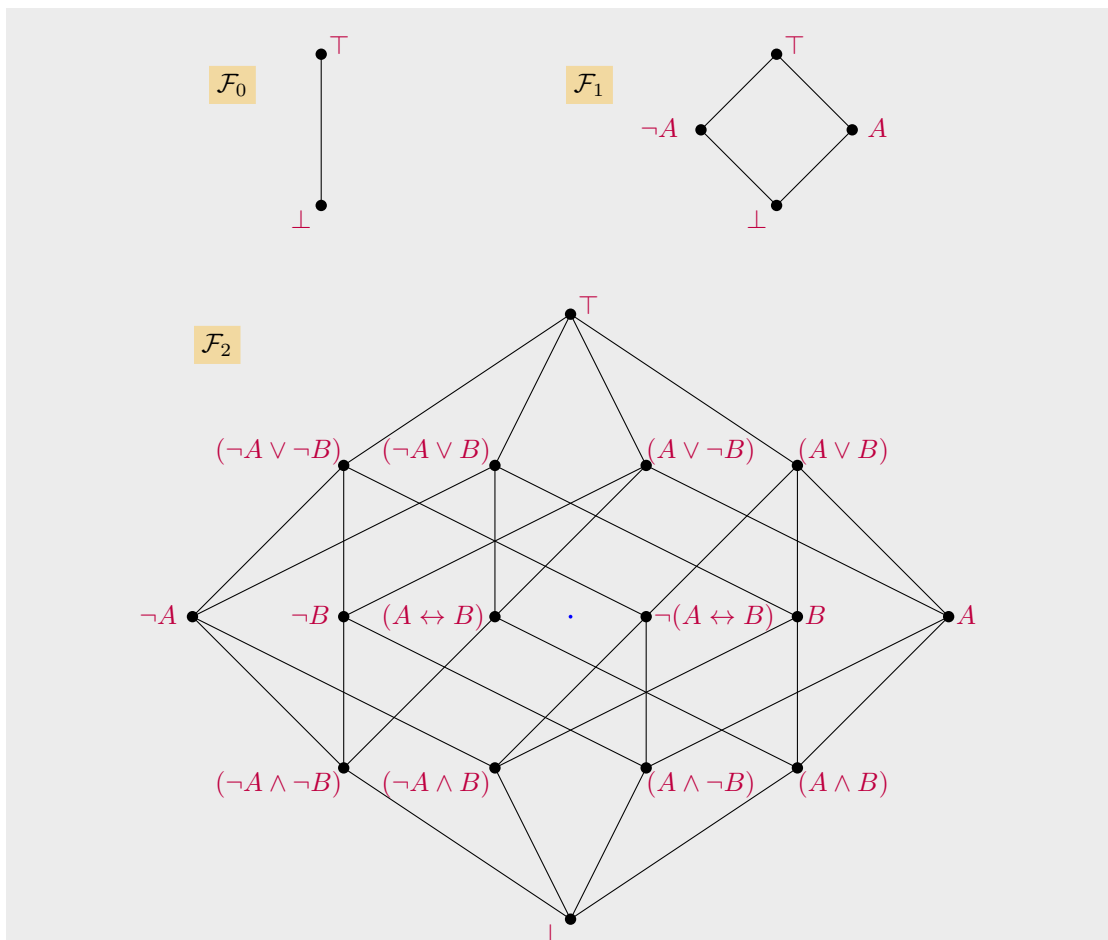 ⊤ ⊤
𝓕₀ 𝓕₁
¬A A
⊥ ⊥
⊤
𝓕₂
(¬A ∨ ¬B) (¬A ∨ B) (A ∨ ¬B) (A ∨ B)
¬A ¬B (A ↔ B) ¬(A ↔ B) B A
(¬A ∧ ¬B) (¬A ∧ B) (A ∧ ¬B) (A ∧ B)